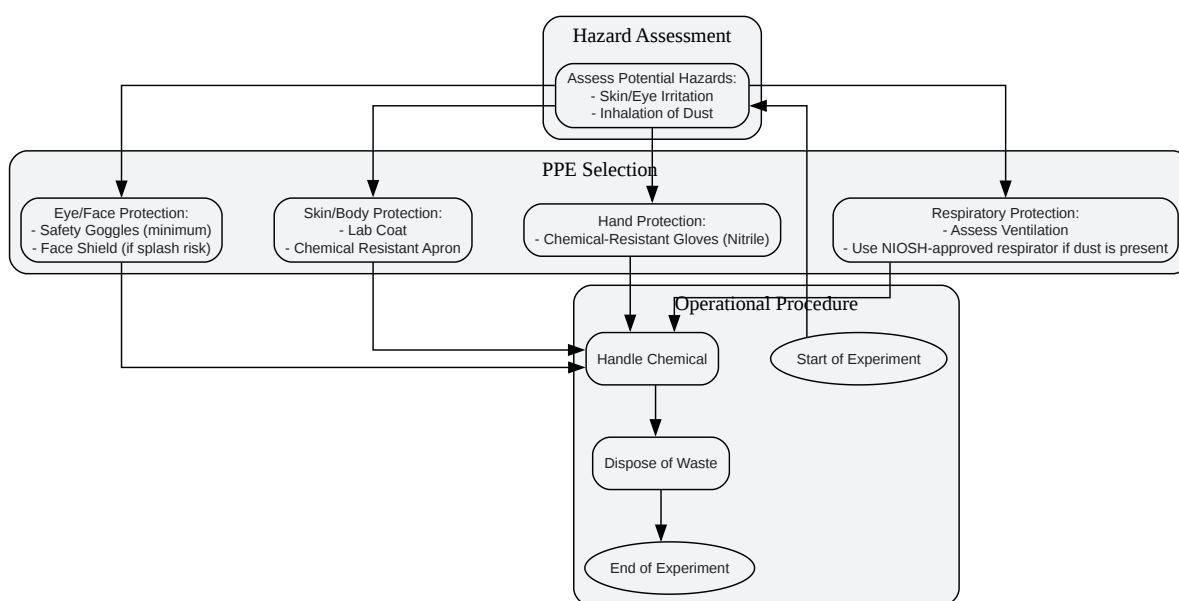 Hazard Assessment
Assess Potential Hazards:
- Skin/Eye Irritation
- Inhalation of Dust
PPE Selection
Eye/Face Protection:
- Safety Goggles (minimum)
- Face Shield (if splash risk)
Skin/Body Protection:
- Lab Coat
- Chemical Resistant Apron
Hand Protection:
- Chemical-Resistant Gloves (Nitrile)
Respiratory Protection:
- Assess Ventilation
- Use NIOSH-approved respirator if dust is present
Operational Procedure
Handle Chemical
Start of Experiment
Dispose of Waste
End of Experiment